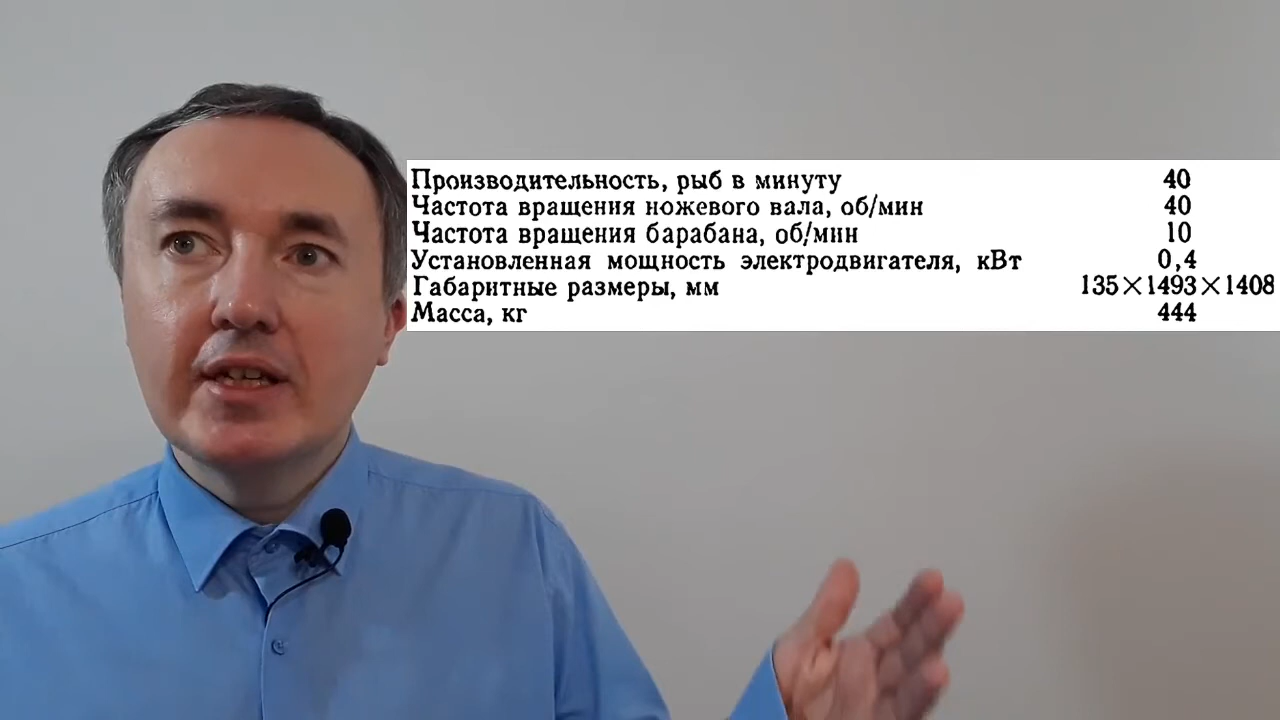 Производительность, рыб в минуту 40
Частота вращения ножевого вала, об/мин 40
Частота вращения барабана, об/мин 10
Установленная мощность электродвигателя, кВт 0,4
Габаритные размеры, мм 135×1493×1408
Масса, кг 444